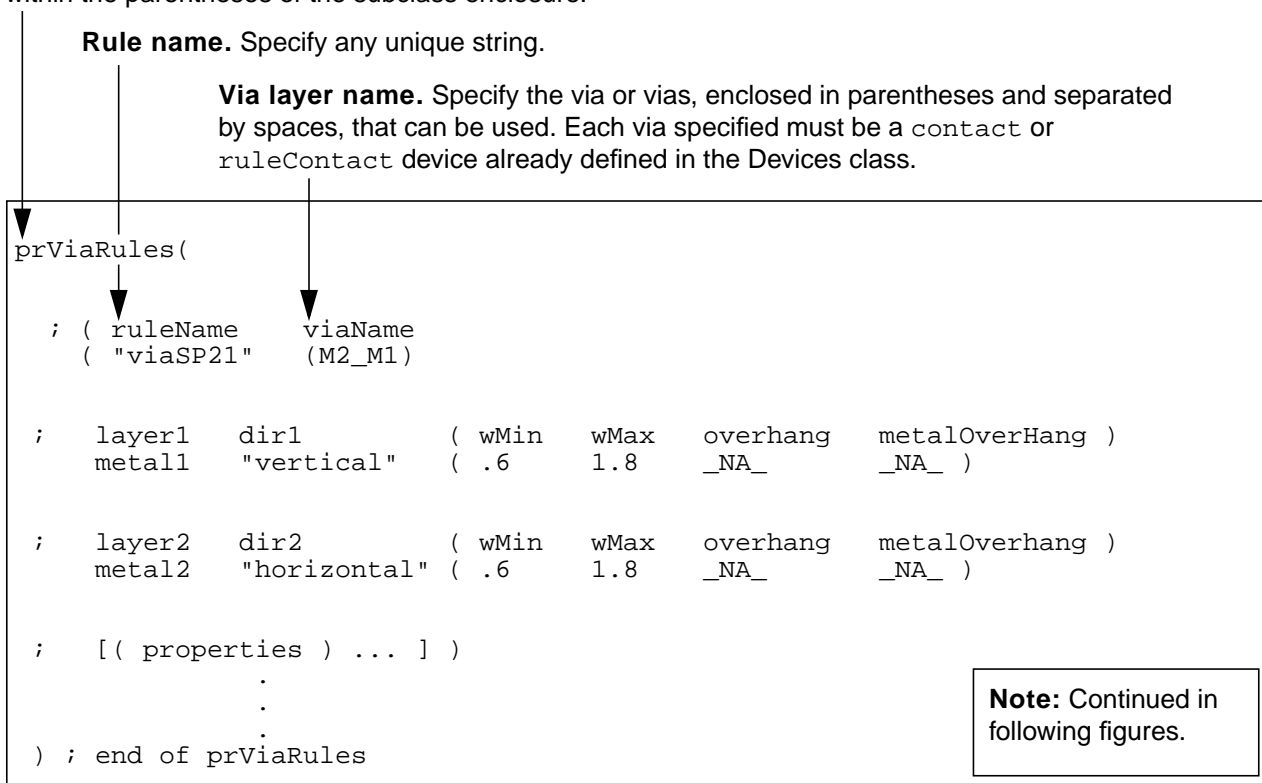 within the parentheses of the subclass enclosure.
Rule name. Specify any unique string.
Via layer name. Specify the via or vias, enclosed in parentheses and separated
by spaces, that can be used. Each via specified must be a contact or
ruleContact device already defined in the Devices class.
prViaRules(
; ( ruleName viaName
( "viaSP21" (M2_M1)
; layer1 dir1 ( wMin wMax overhang metalOverHang )
metal1 "vertical" ( .6 1.8 _NA_ _NA_ )
; layer2 dir2 ( wMin wMax overhang metalOverhang )
metal2 "horizontal" ( .6 1.8 _NA_ _NA_ )
; [( properties ) ... ] )
.
.
.
) ; end of prViaRules
Note: Continued in
following figures.